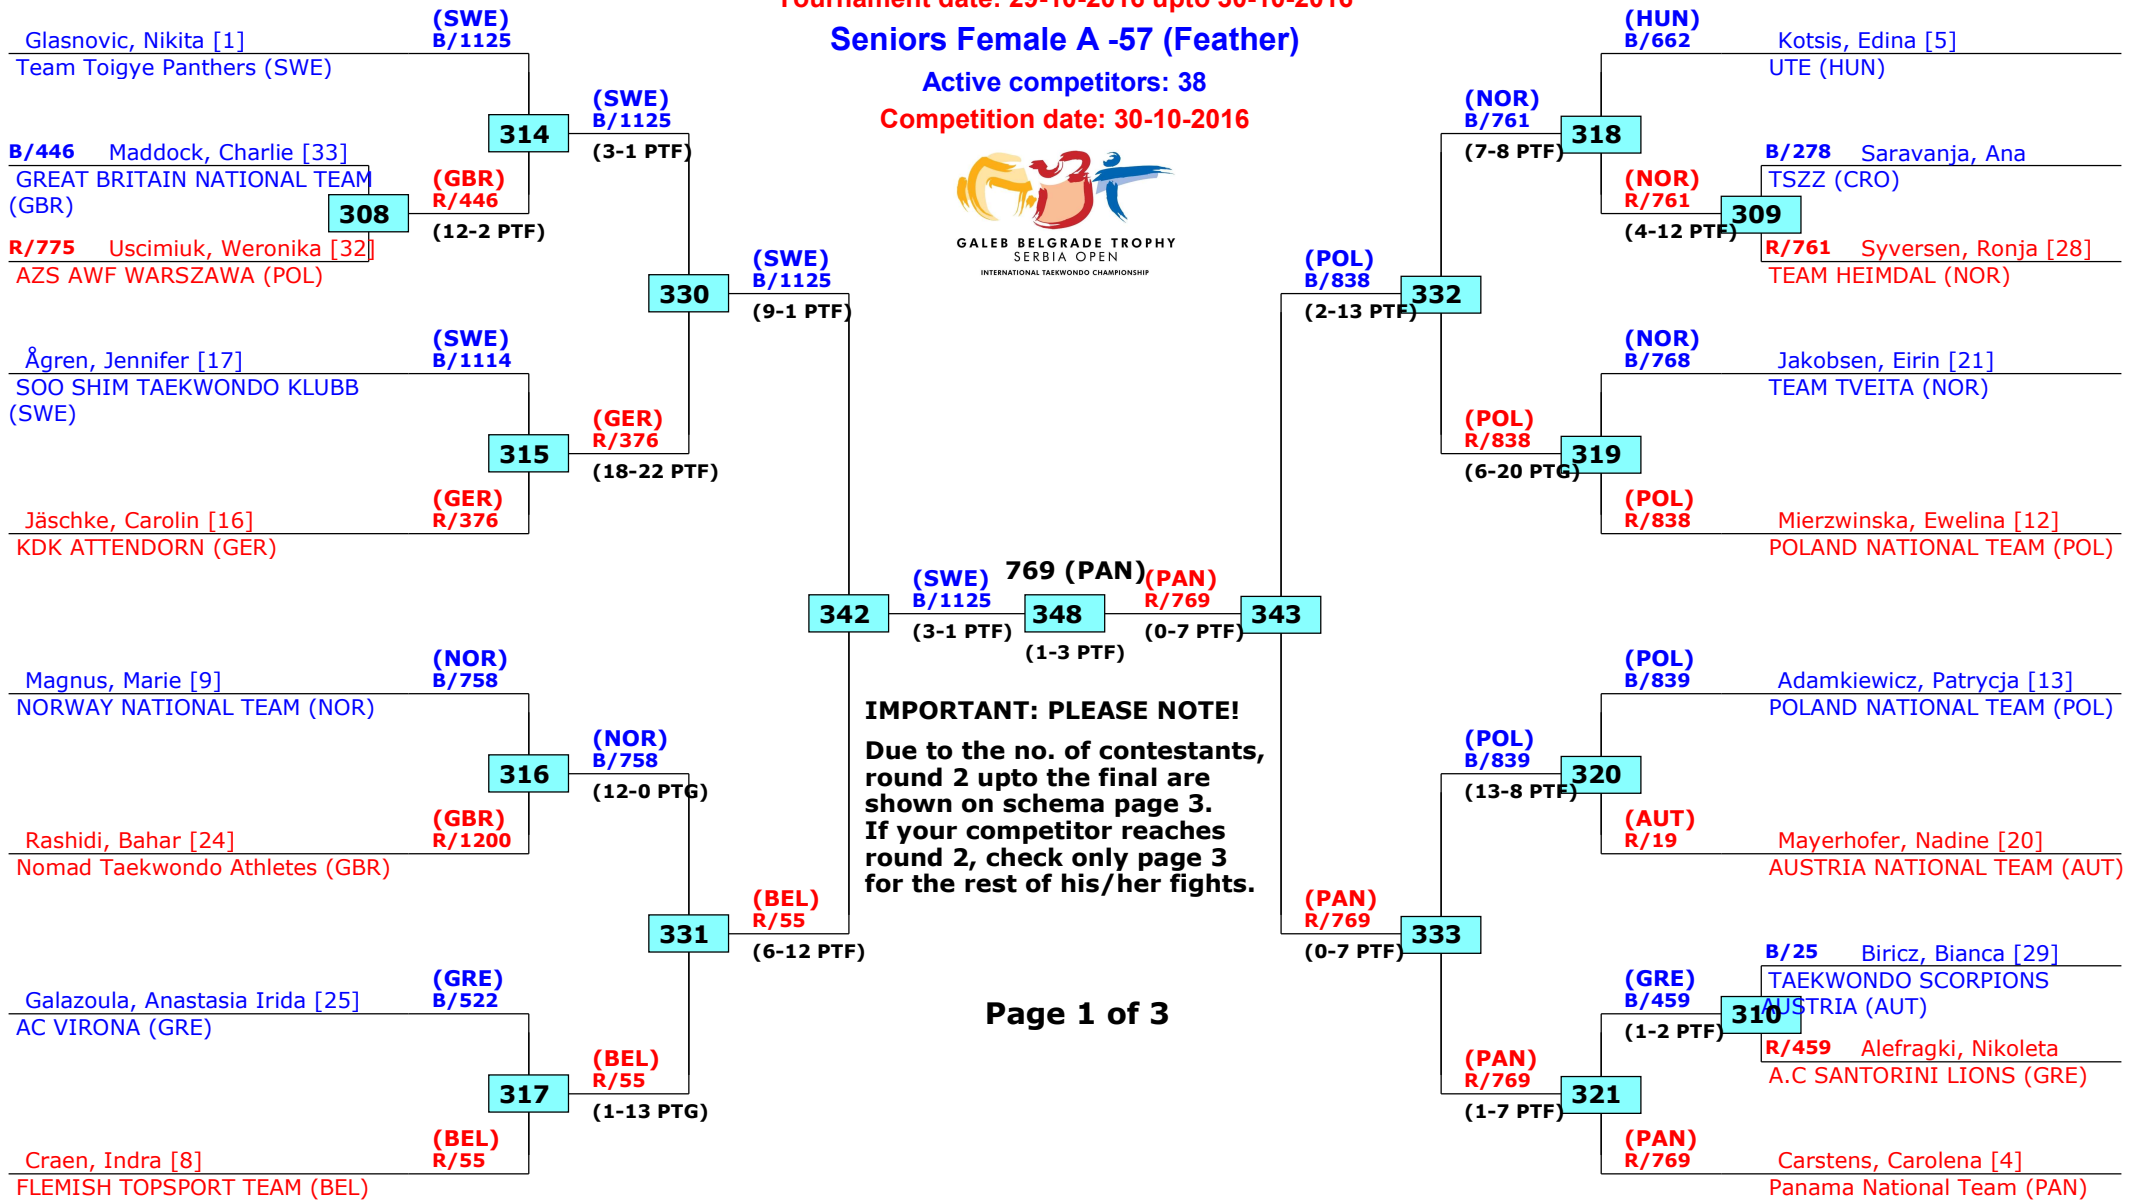 Tournament date: 29-10-2016 upto 30-10-2016
Seniors Female A -57 (Feather)
Active competitors: 38
Competition date: 30-10-2016
GALEB BELGRADE TROPHY
SERBIA OPEN
INTERNATIONAL TAEKWONDO CHAMPIONSHIP
Glasnovic, Nikita [1]
Team Toigye Panthers (SWE)
(SWE)
B/1125
B/446 Maddock, Charlie [33]
GREAT BRITAIN NATIONAL TEAM
(GBR)
308
R/775 Uscimiuk, Weronika [32]
AZS AWF WARSZAWA (POL)
(GBR)
R/446
(12-2 PTF)
314
(SWE)
B/1125
(3-1 PTF)
Ågren, Jennifer [17]
SOO SHIM TAEKWONDO KLUBB
(SWE)
(SWE)
B/1114
315
Jäschke, Carolin [16]
KDK ATTENDORN (GER)
(GER)
R/376
(GER)
R/376
(18-22 PTF)
330
(SWE)
B/1125
(9-1 PTF)
Magnus, Marie [9]
NORWAY NATIONAL TEAM (NOR)
(NOR)
B/758
316
Rashidi, Bahar [24]
Nomad Taekwondo Athletes (GBR)
(GBR)
R/1200
(NOR)
B/758
(12-0 PTG)
331
(BEL)
R/55
(6-12 PTF)
Galazoula, Anastasia Irida [25]
AC VIRONA (GRE)
(GRE)
B/522
317
Craen, Indra [8]
FLEMISH TOPSPORT TEAM (BEL)
(BEL)
R/55
(BEL)
R/55
(1-13 PTG)
342
(SWE)
B/1125
(3-1 PTF)
769 (PAN)
348
(1-3 PTF)
(PAN)
R/769
(0-7 PTF)
343
IMPORTANT: PLEASE NOTE!
Due to the no. of contestants,
round 2 upto the final are
shown on schema page 3.
If your competitor reaches
round 2, check only page 3
for the rest of his/her fights.
Page 1 of 3
(HUN)
B/662
Kotsis, Edina [5]
UTE (HUN)
(NOR)
B/761
(7-8 PTF)
318
B/278 Saravanja, Ana
TSZZ (CRO)
(NOR)
R/761
(4-12 PTF)
309
R/761 Syversen, Ronja [28]
TEAM HEIMDAL (NOR)
(POL)
B/838
(2-13 PTF)
332
(NOR)
B/768
Jakobsen, Eirin [21]
TEAM TVEITA (NOR)
(POL)
R/838
(6-20 PTG)
319
(POL)
R/838
Mierzwinska, Ewelina [12]
POLAND NATIONAL TEAM (POL)
(POL)
B/839
Adamkiewicz, Patrycja [13]
POLAND NATIONAL TEAM (POL)
(POL)
B/839
(13-8 PTF)
320
(AUT)
R/19
Mayerhofer, Nadine [20]
AUSTRIA NATIONAL TEAM (AUT)
(PAN)
R/769
(0-7 PTF)
333
B/25 Biricz, Bianca [29]
TAEKWONDO SCORPIONS
AUSTRIA (AUT)
(GRE)
B/459
(1-2 PTF)
310
R/459 Alefragki, Nikoleta
A.C SANTORINI LIONS (GRE)
(PAN)
R/769
(1-7 PTF)
321
(PAN)
R/769
Carstens, Carolena [4]
Panama National Team (PAN)